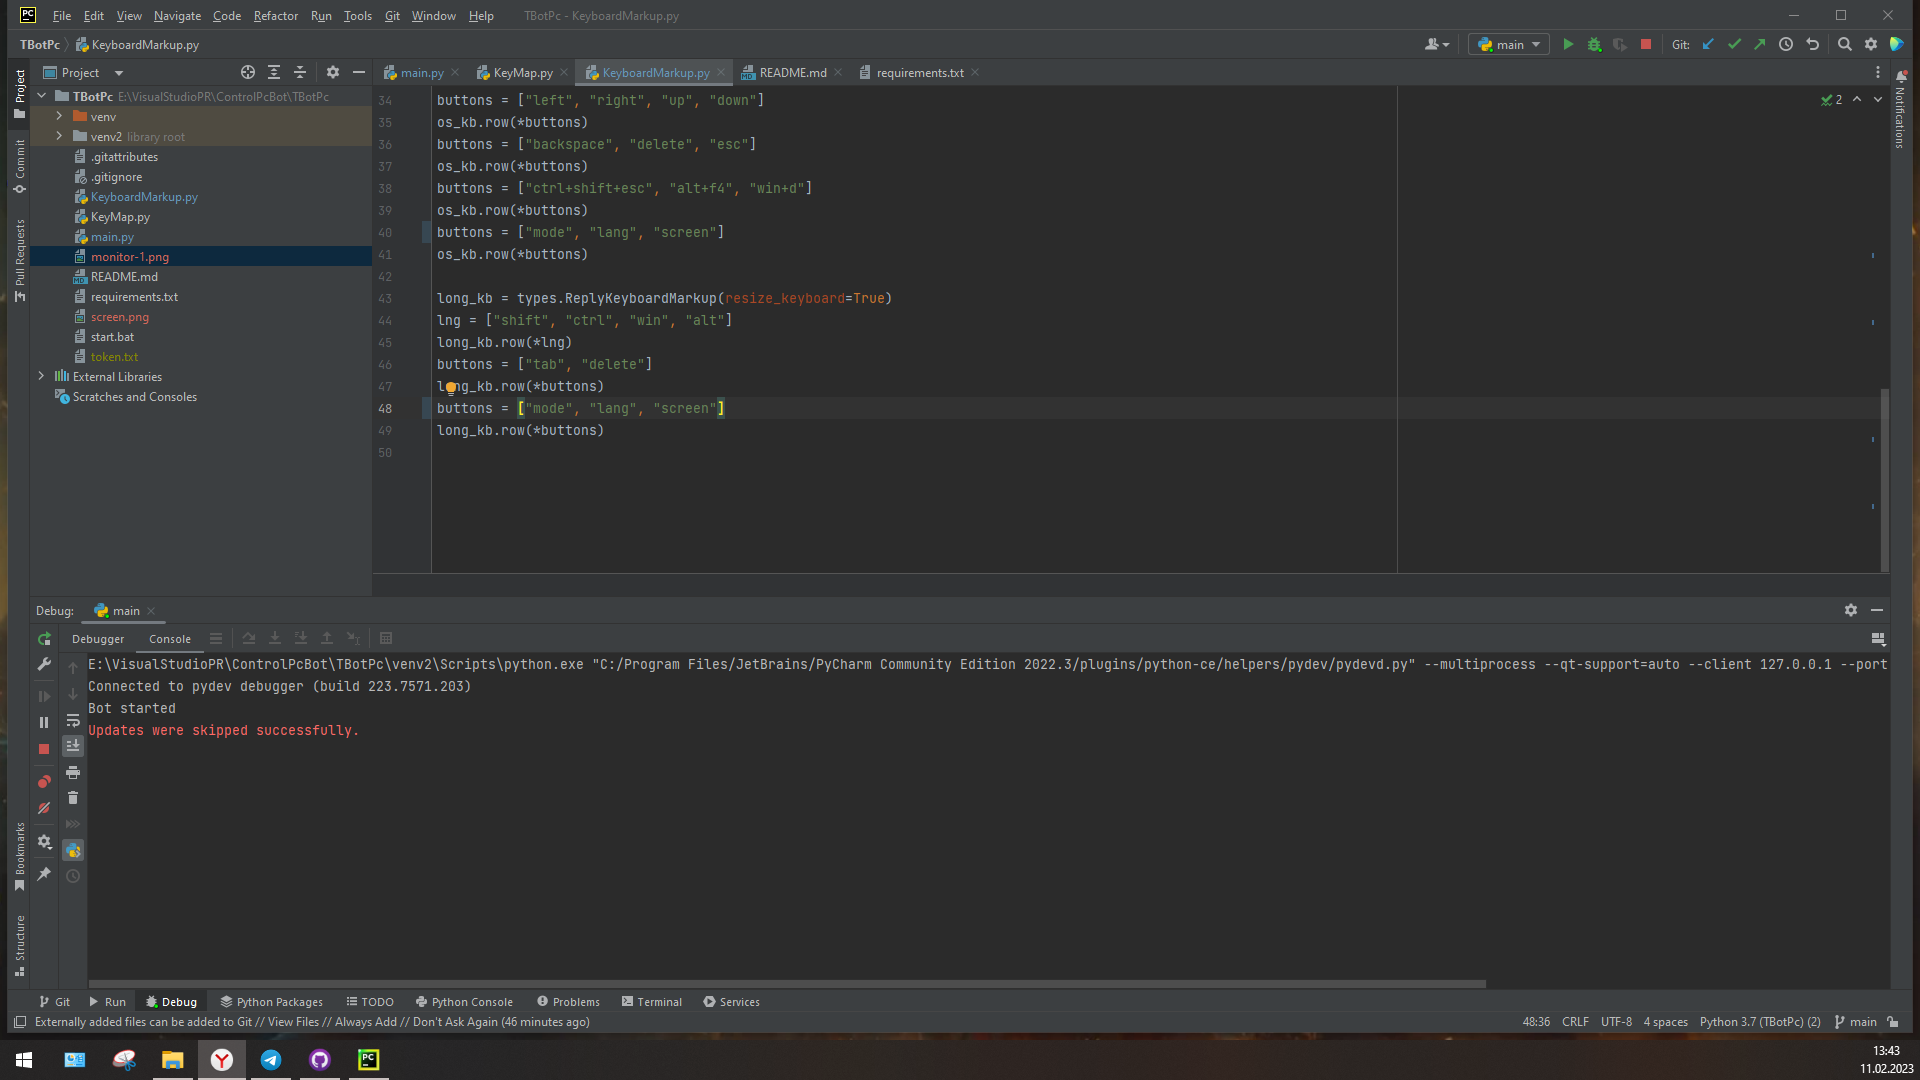 PC File Edit View Navigate Code Refactor Run Tools Git Window Help TBotPc - KeyboardMarkup.py
TBotPc KeyboardMarkup.py main Git:
Project main.py KeyMap.py KeyboardMarkup.py README.md requirements.txt
TBotPc E:\VisualStudioPR\ControlPcBot\TBotPc
venv
venv2 library root
.gitattributes
.gitignore
KeyboardMarkup.py
KeyMap.py
main.py
monitor-1.png
README.md
requirements.txt
screen.png
start.bat
token.txt
External Libraries
Scratches and Consoles
Project
Commit
Pull Requests
Bookmarks
Structure
Notifications
2
34 buttons = ["left", "right", "up", "down"]
35 os_kb.row(*buttons)
36 buttons = ["backspace", "delete", "esc"]
37 os_kb.row(*buttons)
38 buttons = ["ctrl+shift+esc", "alt+f4", "win+d"]
39 os_kb.row(*buttons)
40 buttons = ["mode", "lang", "screen"]
41 os_kb.row(*buttons)
42
43 long_kb = types.ReplyKeyboardMarkup(resize_keyboard=True)
44 lng = ["shift", "ctrl", "win", "alt"]
45 long_kb.row(*lng)
46 buttons = ["tab", "delete"]
47 long_kb.row(*buttons)
48 buttons = ["mode", "lang", "screen"]
49 long_kb.row(*buttons)
50
Debug: main
Debugger Console
E:\VisualStudioPR\ControlPcBot\TBotPc\venv2\Scripts\python.exe "C:/Program Files/JetBrains/PyCharm Community Edition 2022.3/plugins/python-ce/helpers/pydev/pydevd.py" --multiprocess --qt-support=auto --client 127.0.0.1 --port
Connected to pydev debugger (build 223.7571.203)
Bot started
Updates were skipped successfully.
Git Run Debug Python Packages TODO Python Console Problems Terminal Services
Externally added files can be added to Git // View Files // Always Add // Don't Ask Again (46 minutes ago) 48:36 CRLF UTF-8 4 spaces Python 3.7 (TBotPc) (2) main
PC
13:43
11.02.2023